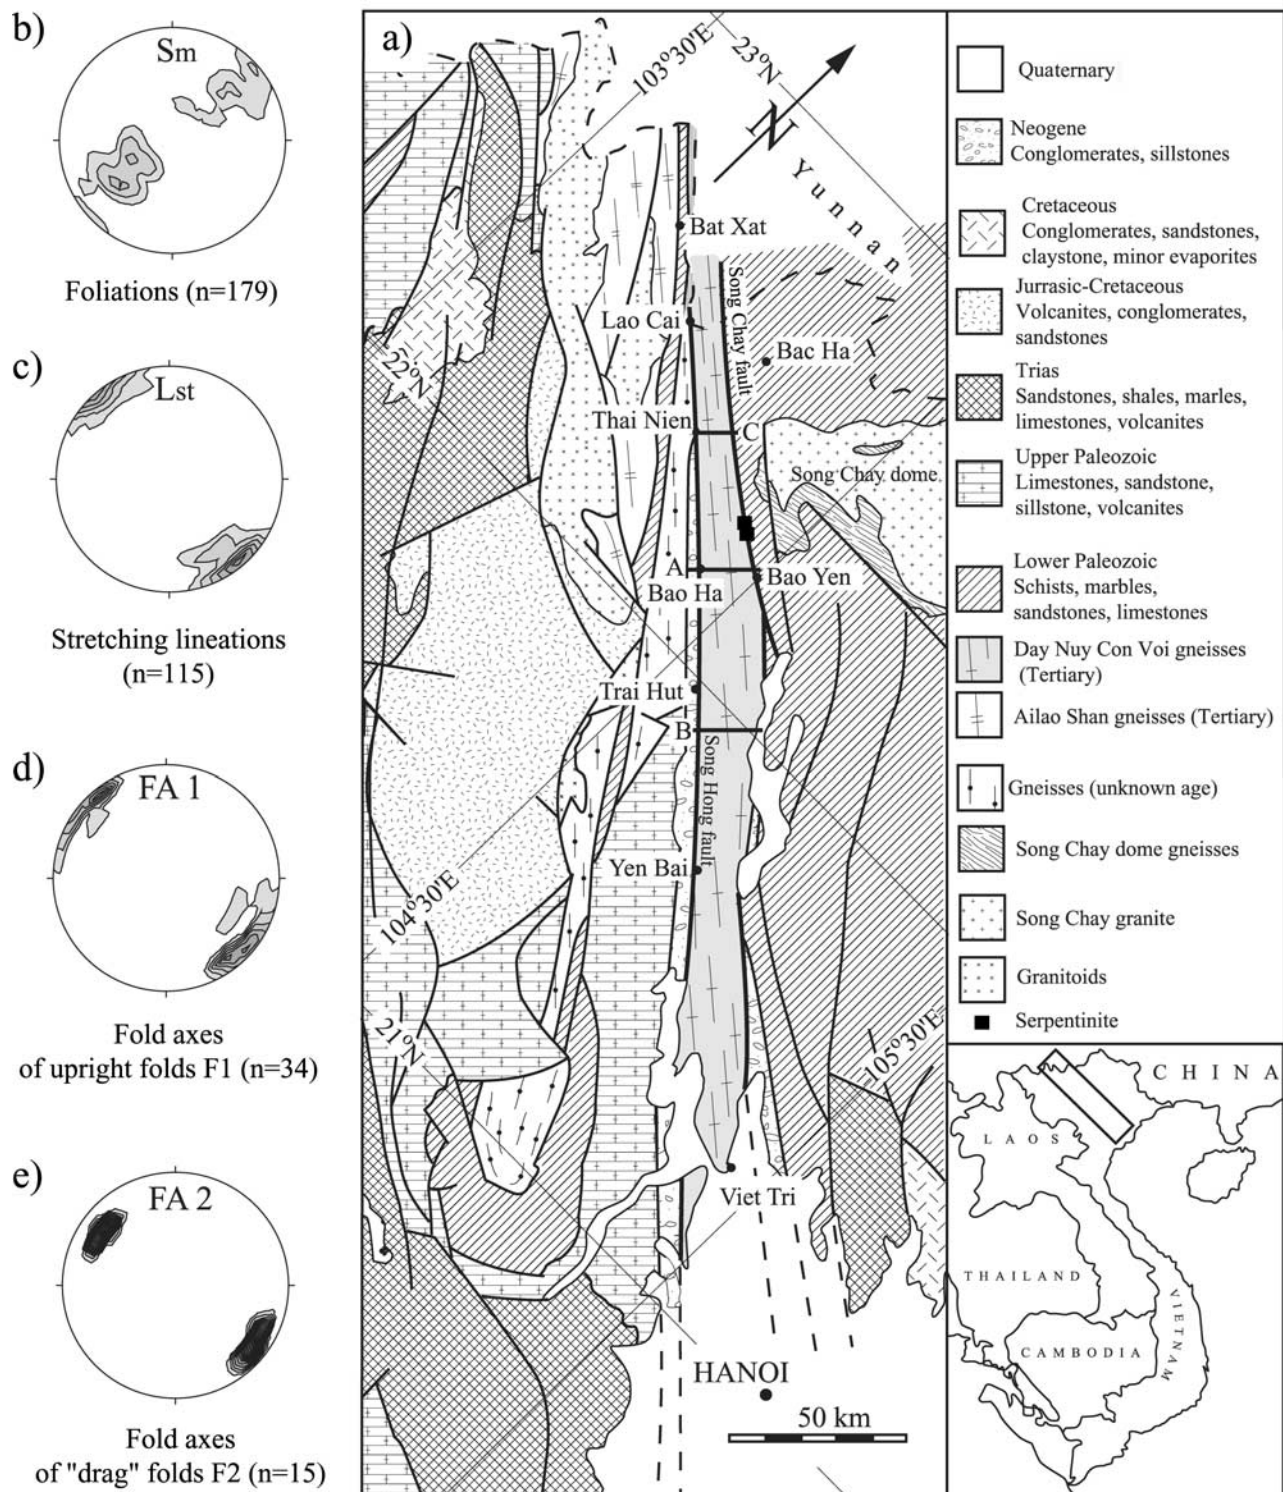 b)
Sm
Foliations (n=179)
c)
Lst
Stretching lineations
(n=115)
d)
FA 1
Fold axes
of upright folds F1 (n=34)
e)
FA 2
Fold axes
of "drag" folds F2 (n=15)
a)
103°30'E
23°N
N
Yunnan
Bat Xat
Song Chay fault
Lao Cai
Bac Ha
22°N
Thai Nien
C
Song Chay dome
A
Bao Yen
Bao Ha
Trai Hut
B
Song Hong fault
Yen Bai
104°30'E
21°N
105°30'E
Viet Tri
HANOI
50 km
Quaternary
Neogene
Conglomerates, sillstones
Cretaceous
Conglomerates, sandstones,
claystone, minor evaporites
Jurrasic-Cretaceous
Volcanites, conglomerates,
sandstones
Trias
Sandstones, shales, marles,
limestones, volcanites
Upper Paleozoic
Limestones, sandstone,
sillstone, volcanites
Lower Paleozoic
Schists, marbles,
sandstones, limestones
Day Nuy Con Voi gneisses
(Tertiary)
Ailao Shan gneisses (Tertiary)
Gneisses (unknown age)
Song Chay dome gneisses
Song Chay granite
Granitoids
Serpentinite
CHINA
LAOS
THAILAND
VIETNAM
CAMBODIA